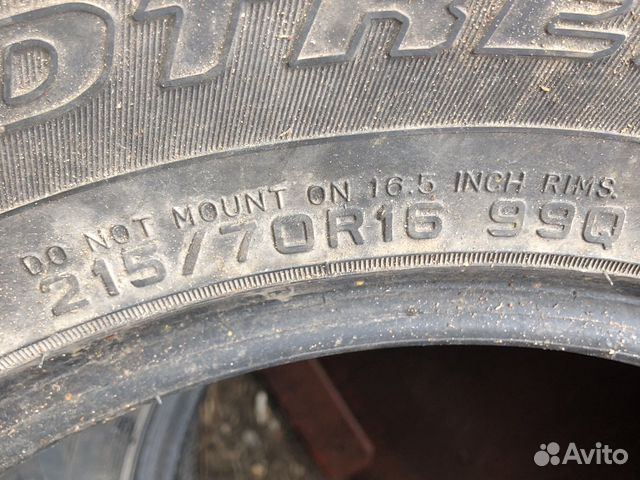 DO NOT MOUNT ON 16.5 INCH RIMS.
215/70R16 99Q
Avito